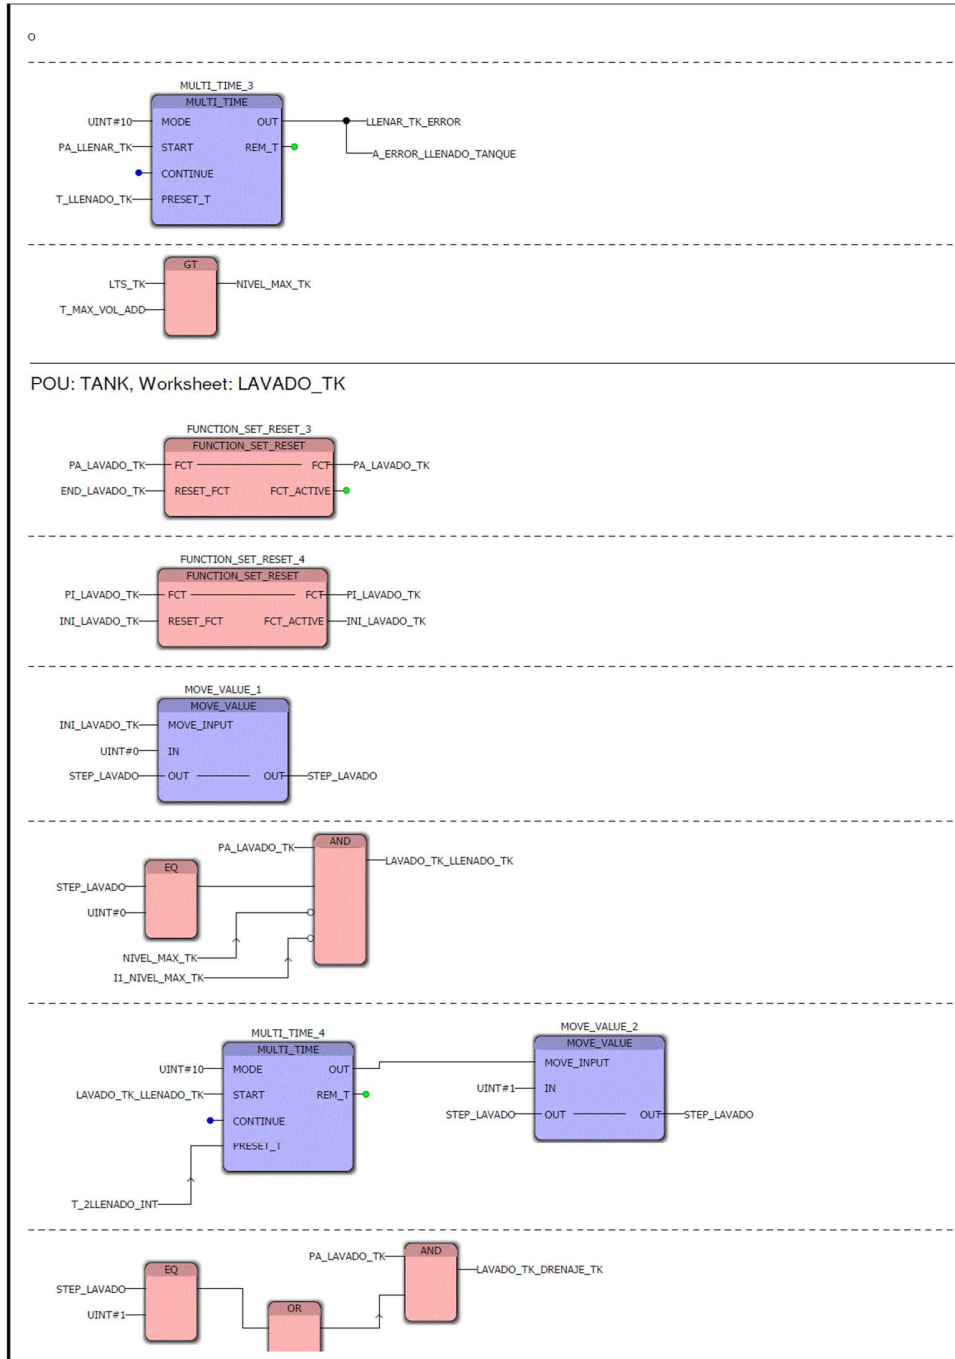 o
MULTI_TIME_3
MULTI_TIME
UINT#10 MODE OUT LLENAR_TK_ERROR
PA_LLENAR_TK START REM_T A_ERROR_LLENADO_TANQUE
CONTINUE
T_LLENADO_TK PRESET_T
GT
LTS_TK NIVEL_MAX_TK
T_MAX_VOL_ADD
POU: TANK, Worksheet: LAVADO_TK
FUNCTION_SET_RESET_3
FUNCTION_SET_RESET
PA_LAVADO_TK FCT FCT PA_LAVADO_TK
END_LAVADO_TK RESET_FCT FCT_ACTIVE
FUNCTION_SET_RESET_4
FUNCTION_SET_RESET
PI_LAVADO_TK FCT FCT PI_LAVADO_TK
INI_LAVADO_TK RESET_FCT FCT_ACTIVE INI_LAVADO_TK
MOVE_VALUE_1
MOVE_VALUE
INI_LAVADO_TK MOVE_INPUT
UINT#0 IN
STEP_LAVADO OUT OUT STEP_LAVADO
AND
PA_LAVADO_TK LAVADO_TK_LLENADO_TK
EQ
STEP_LAVADO
UINT#0
NIVEL_MAX_TK
I1_NIVEL_MAX_TK
MULTI_TIME_4 MOVE_VALUE_2
MULTI_TIME MOVE_VALUE
UINT#10 MODE OUT MOVE_INPUT
LAVADO_TK_LLENADO_TK START REM_T UINT#1 IN
CONTINUE STEP_LAVADO OUT OUT STEP_LAVADO
PRESET_T
T_2LLENADO_INT
AND
PA_LAVADO_TK
EQ LAVADO_TK_DRENAJE_TK
STEP_LAVADO
OR
UINT#1